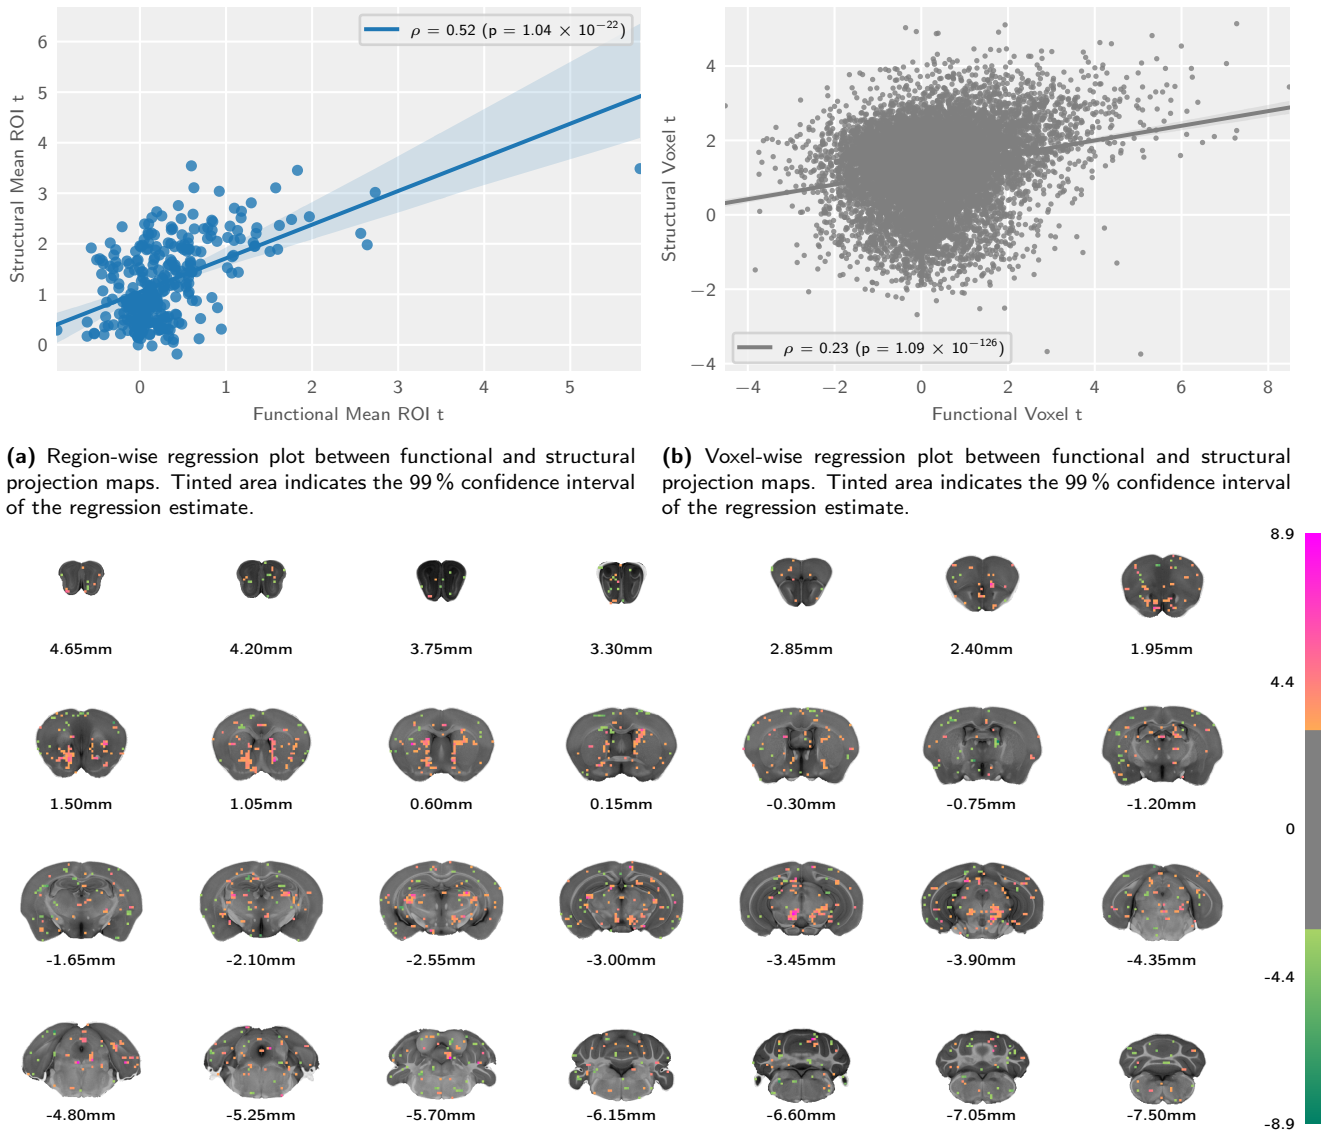 6
5
4
3
2
1
0
Structural Mean ROI t
ρ = 0.52 (p = 1.04 × 10⁻²²)
0 1 2 3 4 5
Functional Mean ROI t
4
2
0
−2
−4
Structural Voxel t
ρ = 0.23 (p = 1.09 × 10⁻¹²⁶)
−4 −2 0 2 4 6 8
Functional Voxel t
(a) Region-wise regression plot between functional and structural
projection maps. Tinted area indicates the 99 % confidence interval
of the regression estimate.
(b) Voxel-wise regression plot between functional and structural
projection maps. Tinted area indicates the 99 % confidence interval
of the regression estimate.
4.65mm 4.20mm 3.75mm 3.30mm 2.85mm 2.40mm 1.95mm
1.50mm 1.05mm 0.60mm 0.15mm -0.30mm -0.75mm -1.20mm
-1.65mm -2.10mm -2.55mm -3.00mm -3.45mm -3.90mm -4.35mm
-4.80mm -5.25mm -5.70mm -6.15mm -6.60mm -7.05mm -7.50mm
8.9
4.4
0
-4.4
-8.9